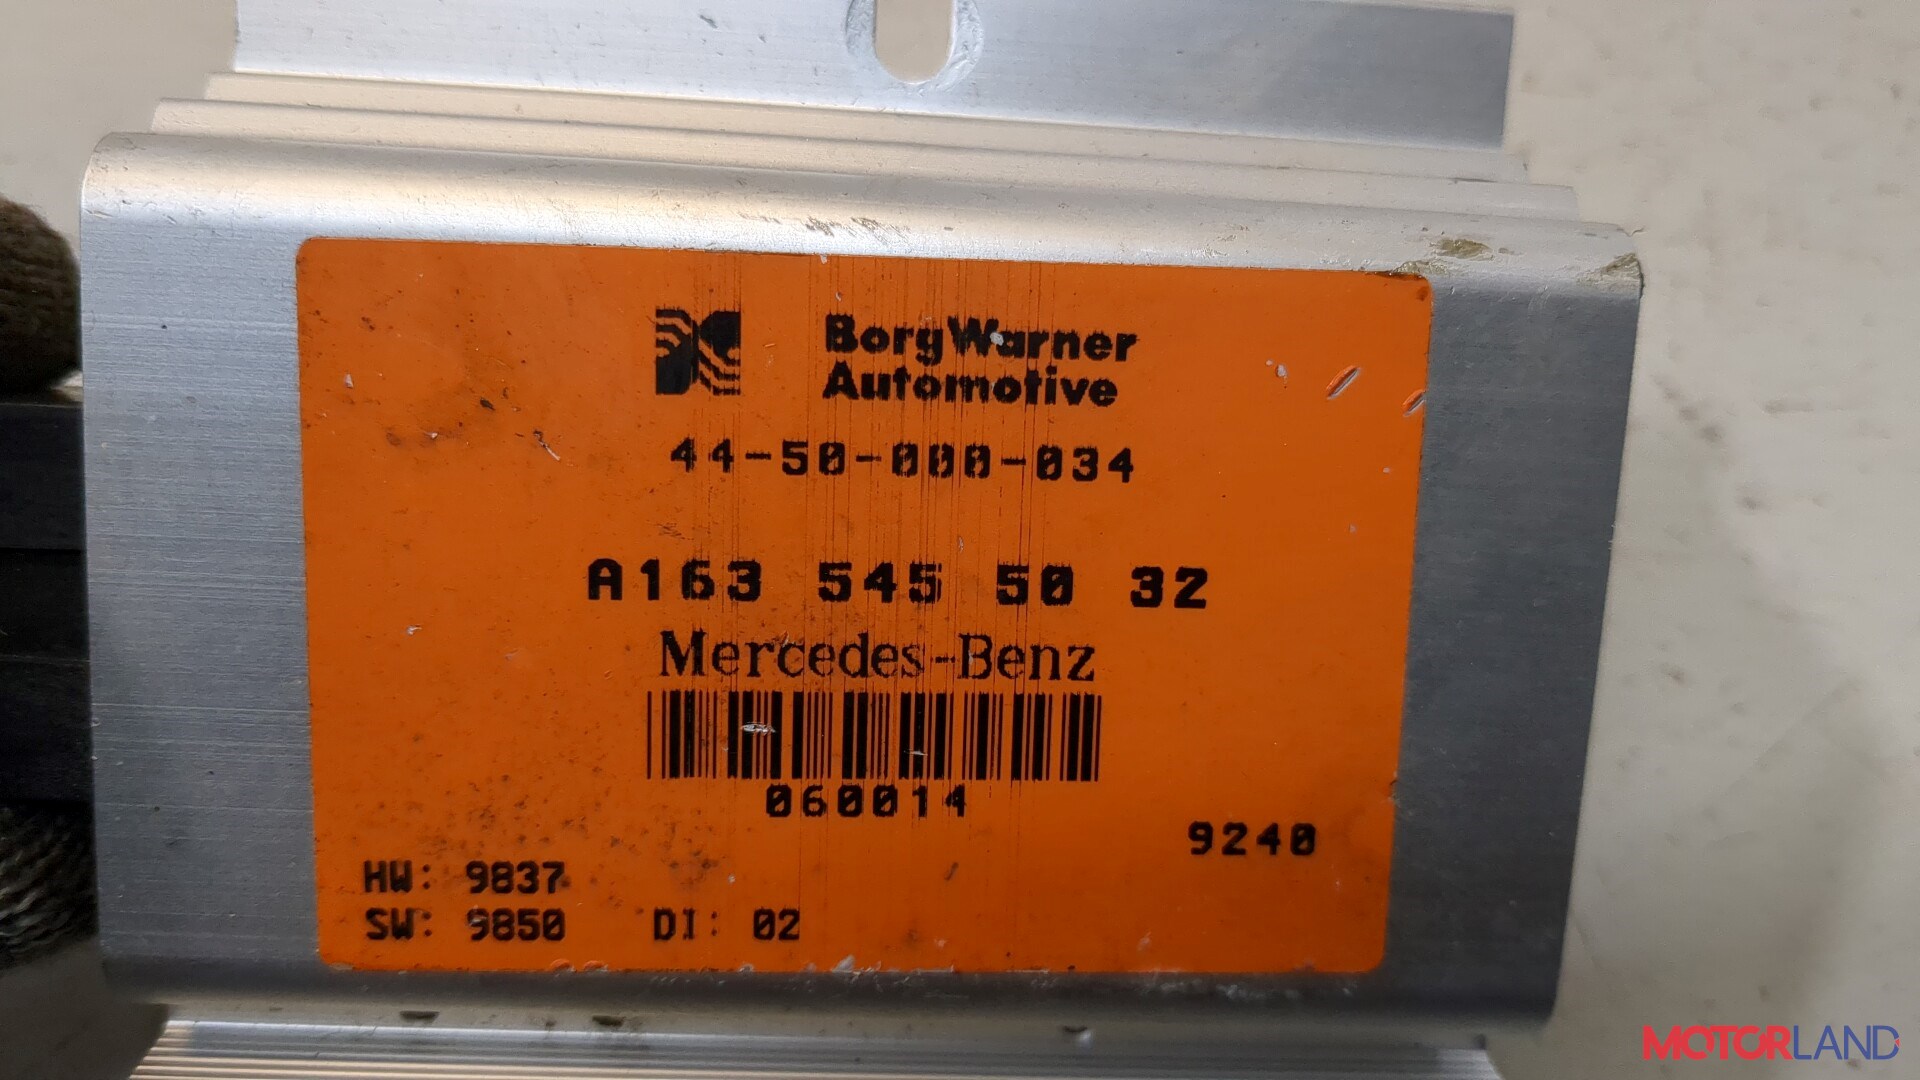 BorgWarner
Automotive
44-50-000-034
A163 545 50 32
Mercedes-Benz
060014
9240
HW: 9837
SW: 9850 DI: 02
MOTORLAND